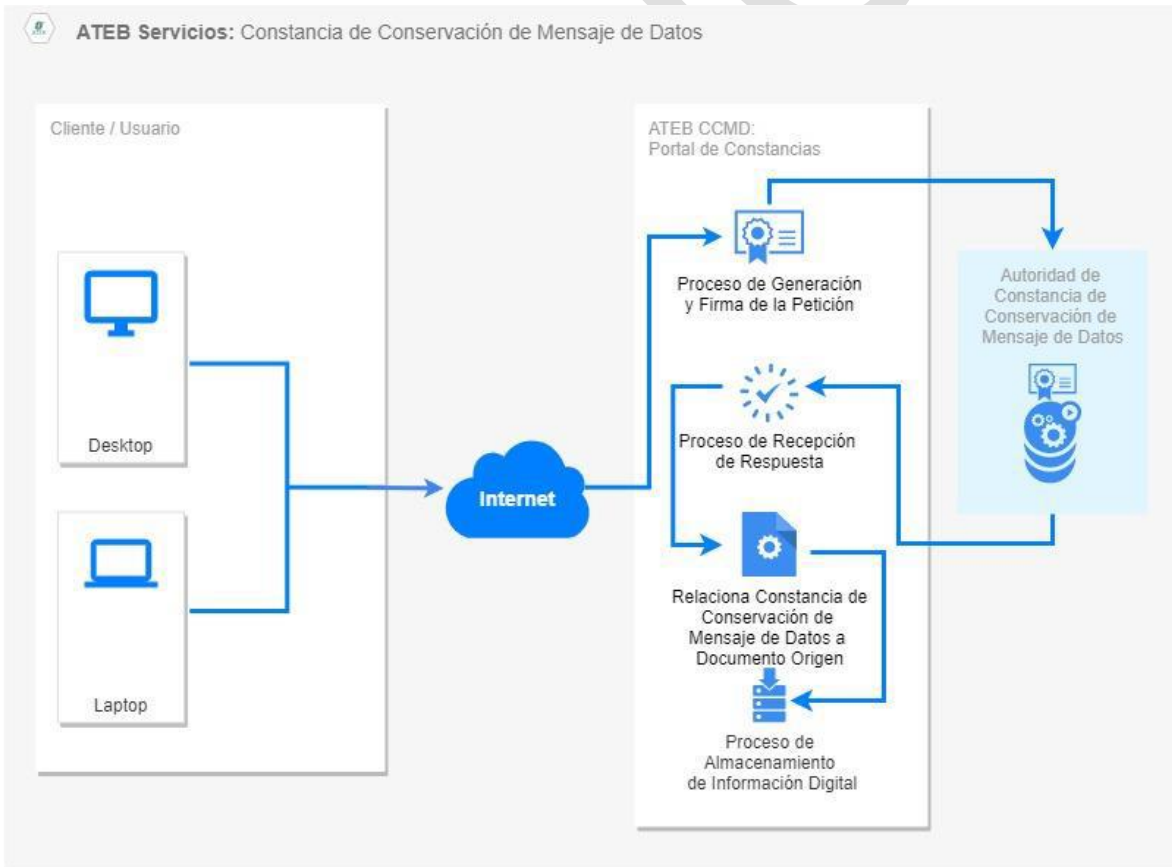 ATEB Servicios: Constancia de Conservación de Mensaje de Datos
Cliente / Usuario
Desktop
Laptop
Internet
ATEB CCMD:
Portal de Constancias
Proceso de Generación
y Firma de la Petición
Proceso de Recepción
de Respuesta
Relaciona Constancia de
Conservación de
Mensaje de Datos a
Documento Origen
Proceso de
Almacenamiento
de Información Digital
Autoridad de
Constancia de
Conservación de
Mensaje de Datos